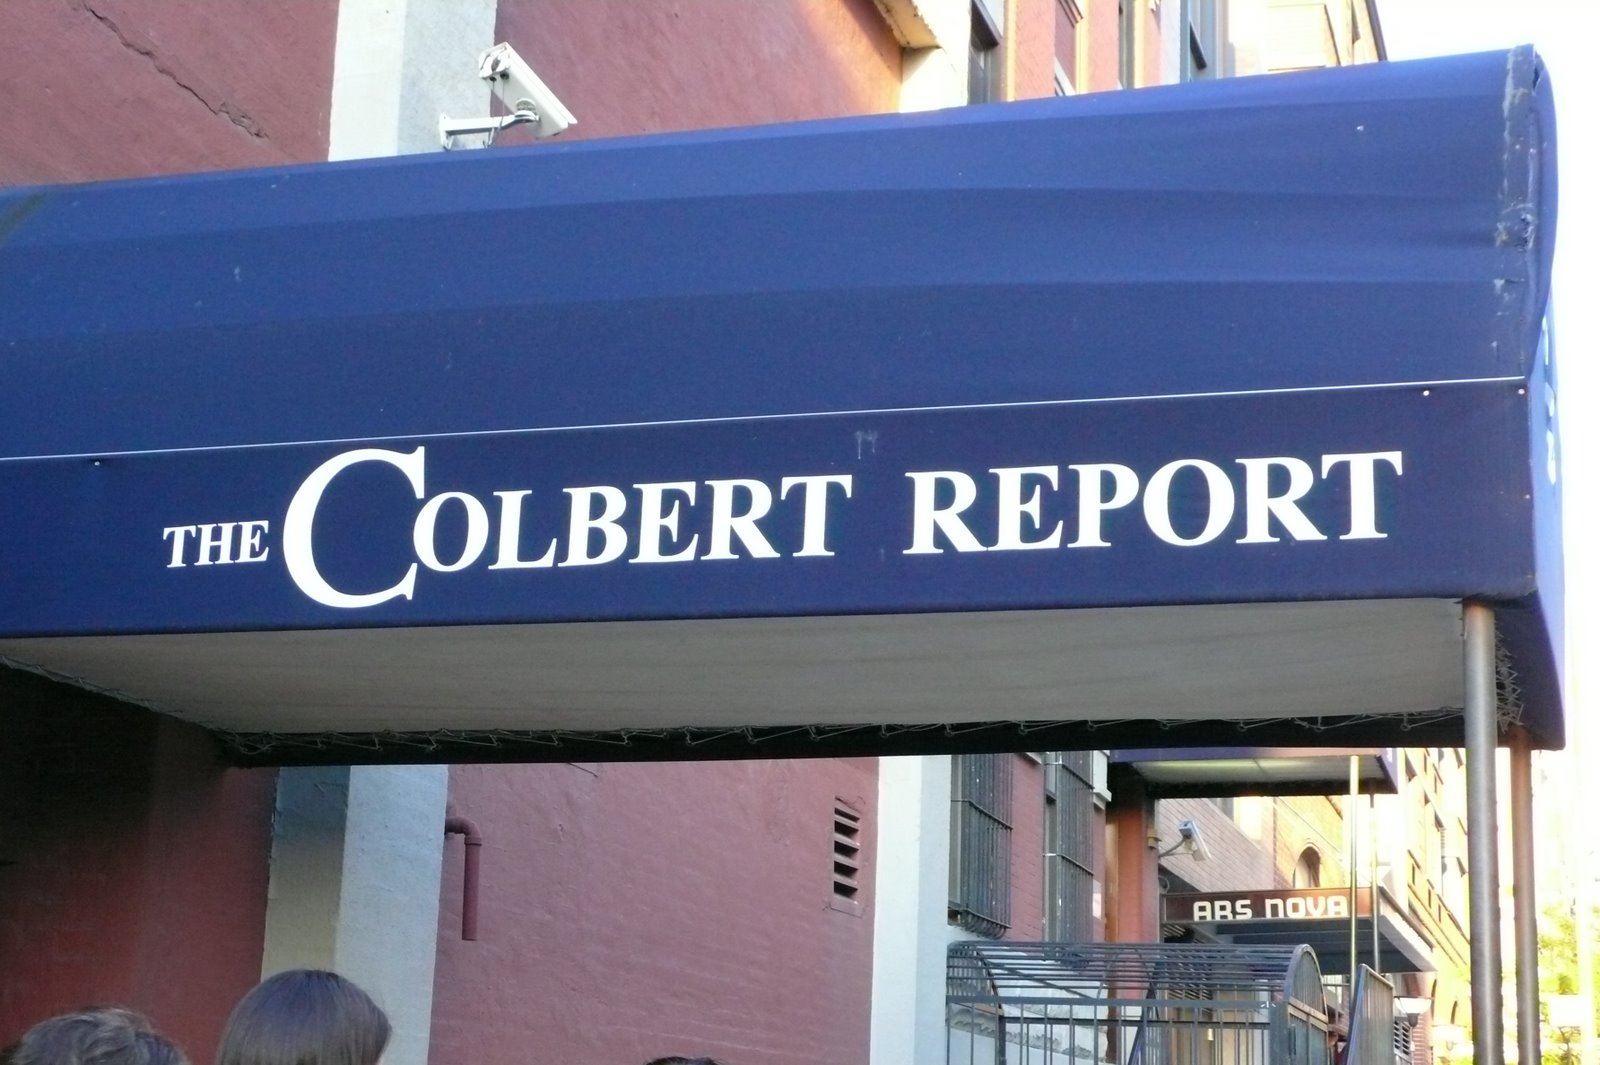 THE COLBERT REPORT
ARS NOVA